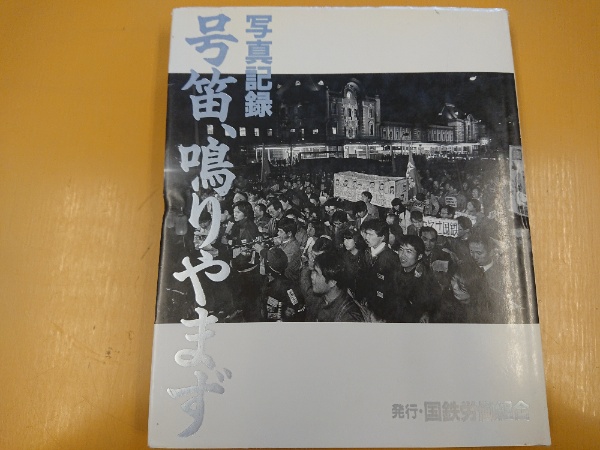 写真記録
号笛、鳴りやまず
発行・国鉄労働組合